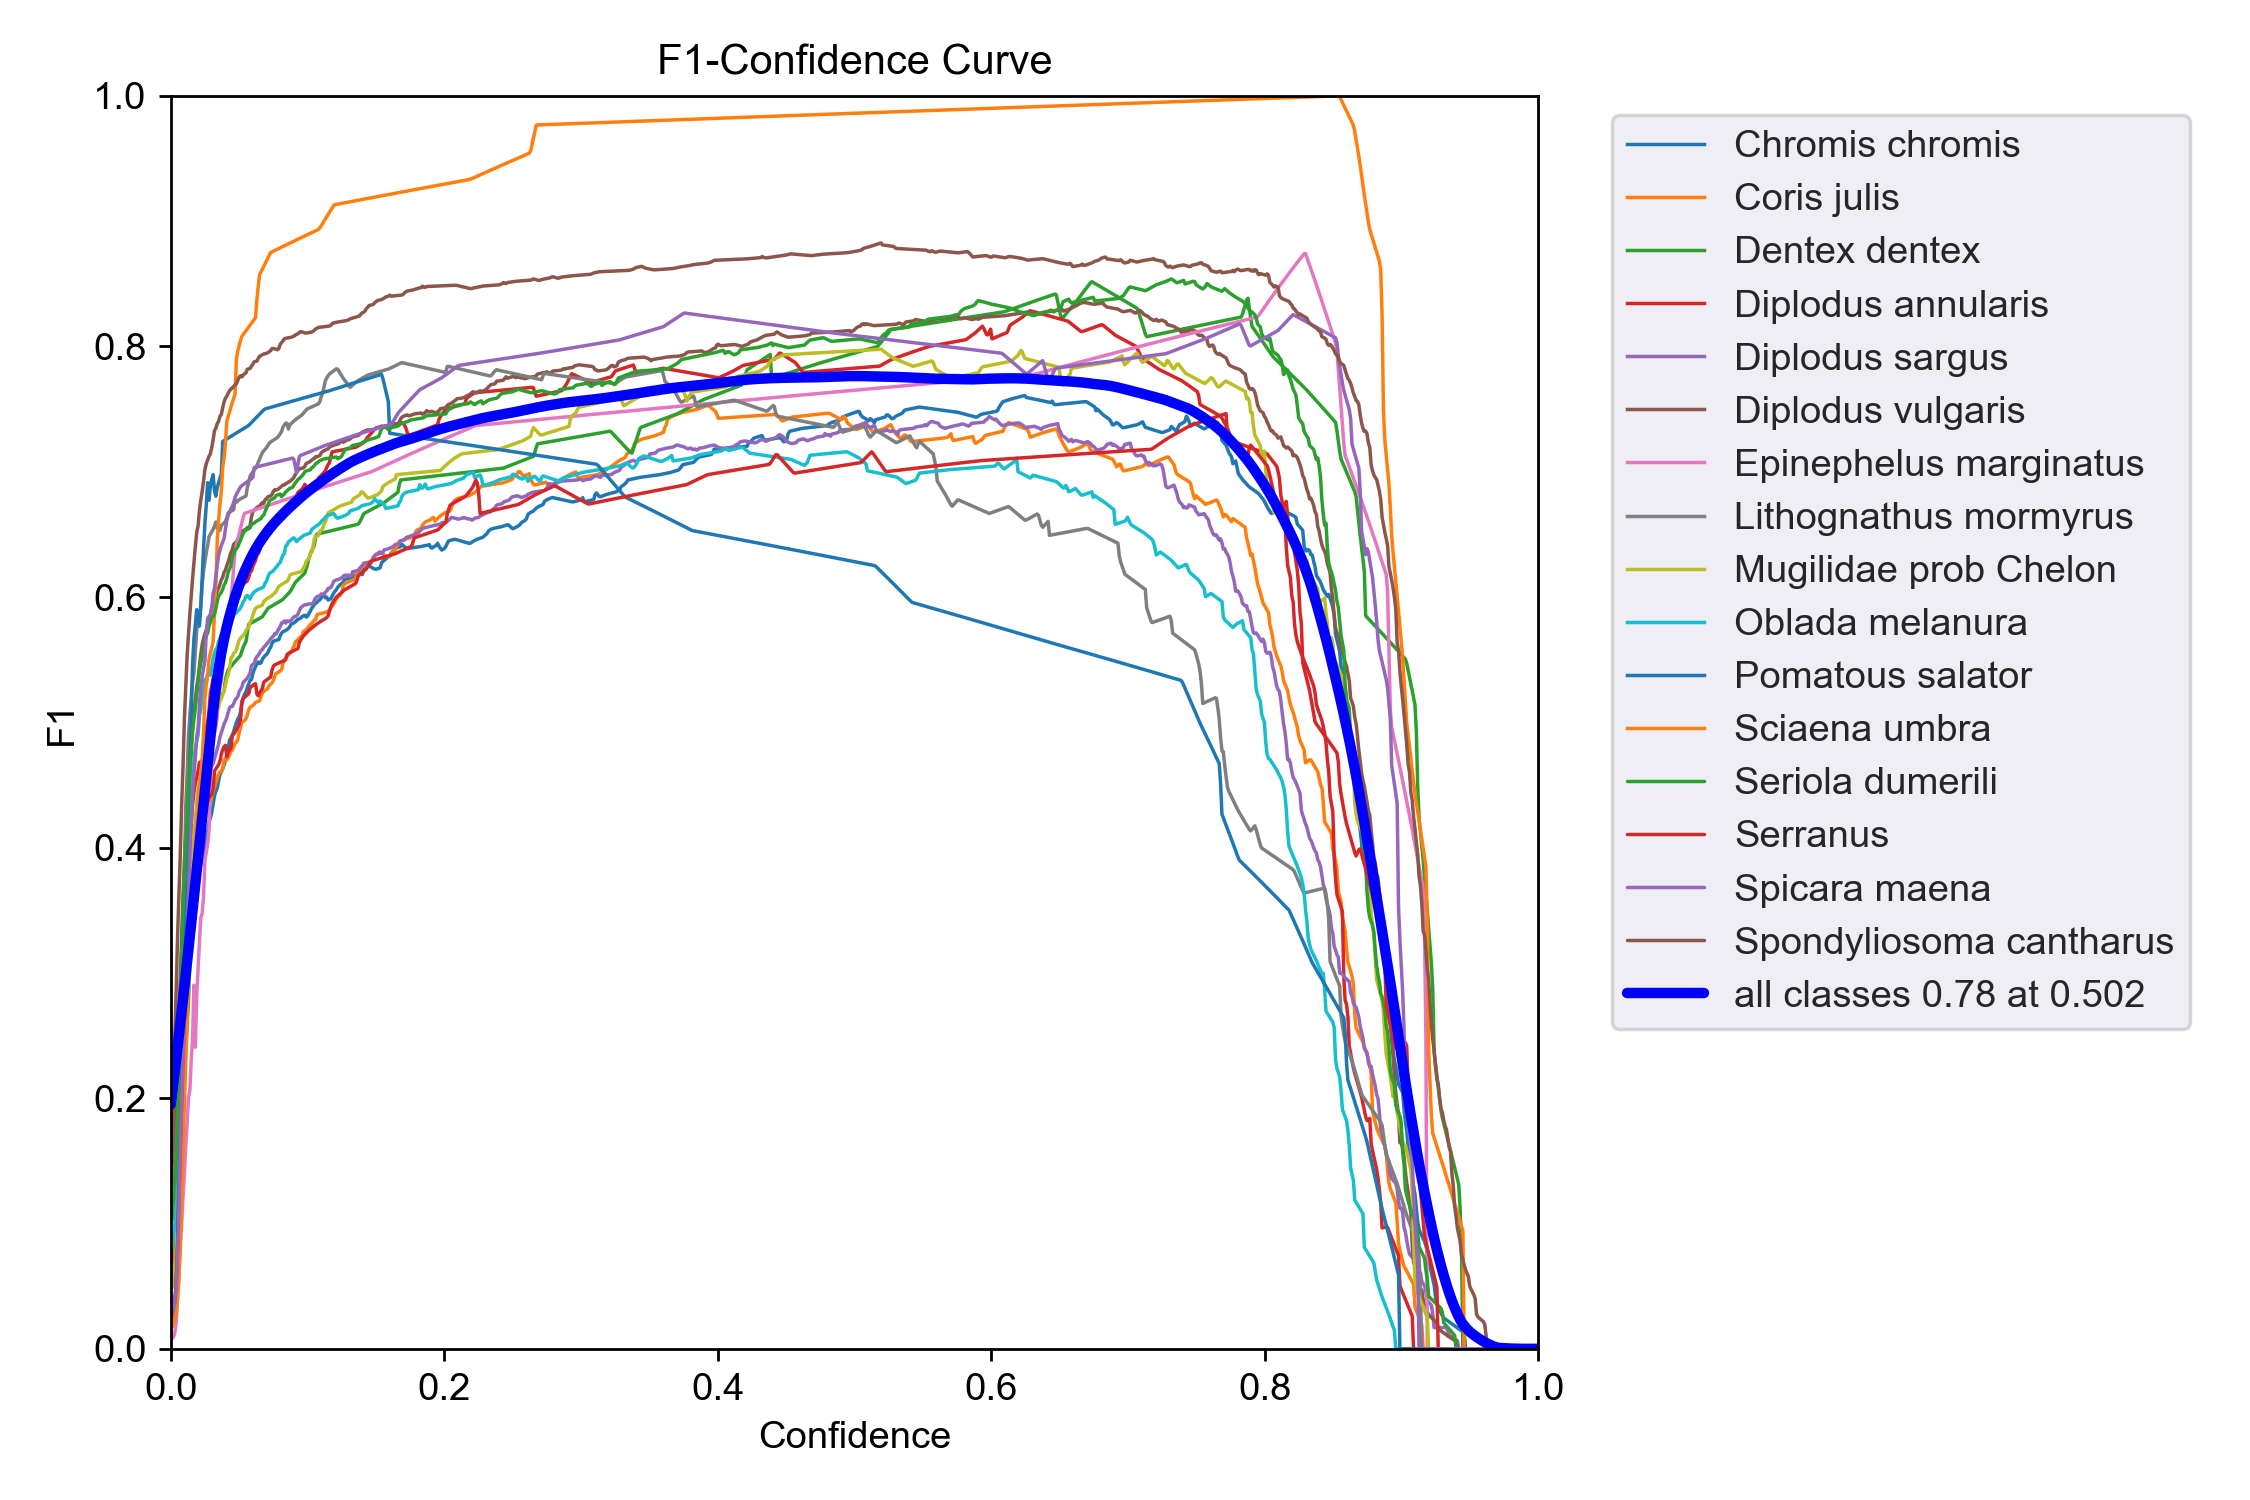 F1-Confidence Curve
1.0
0.8
0.6
0.4
0.2
0.0
F1
0.0 0.2 0.4 0.6 0.8 1.0
Confidence
Chromis chromis
Coris julis
Dentex dentex
Diplodus annularis
Diplodus sargus
Diplodus vulgaris
Epinephelus marginatus
Lithognathus mormyrus
Mugilidae prob Chelon
Oblada melanura
Pomatous salator
Sciaena umbra
Seriola dumerili
Serranus
Spicara maena
Spondyliosoma cantharus
all classes 0.78 at 0.502